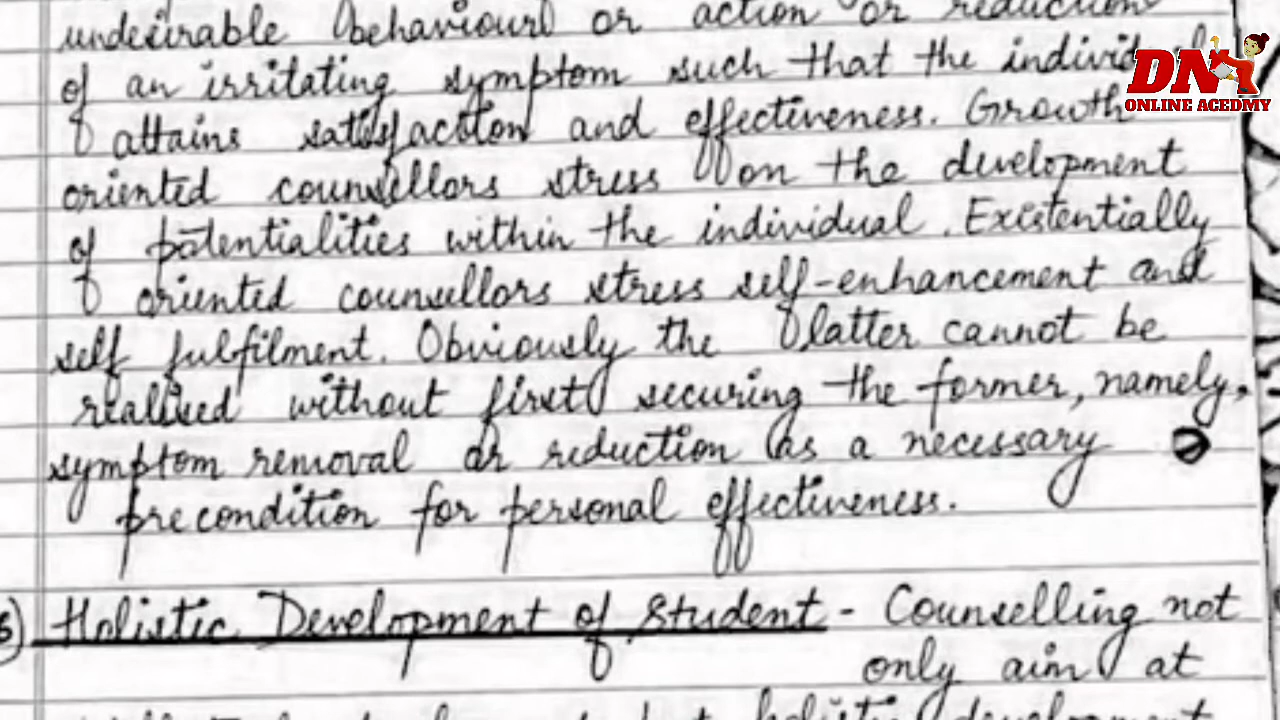 undesirable behaviour or action or reduction
of an irritating symptom such that the individual
attains satisfaction and effectiveness. Growth
oriented counsellors stress on the development
of potentialities within the individual. Existentially
oriented counsellors stress self-enhancement and
self fulfilment. Obviously the latter cannot be
realised without first securing the former, namely,
symptom removal or reduction as a necessary
precondition for personal effectiveness.
Holistic Development of Student - Counselling not
only aim at
holistic development
DNA
ONLINE ACEDMY